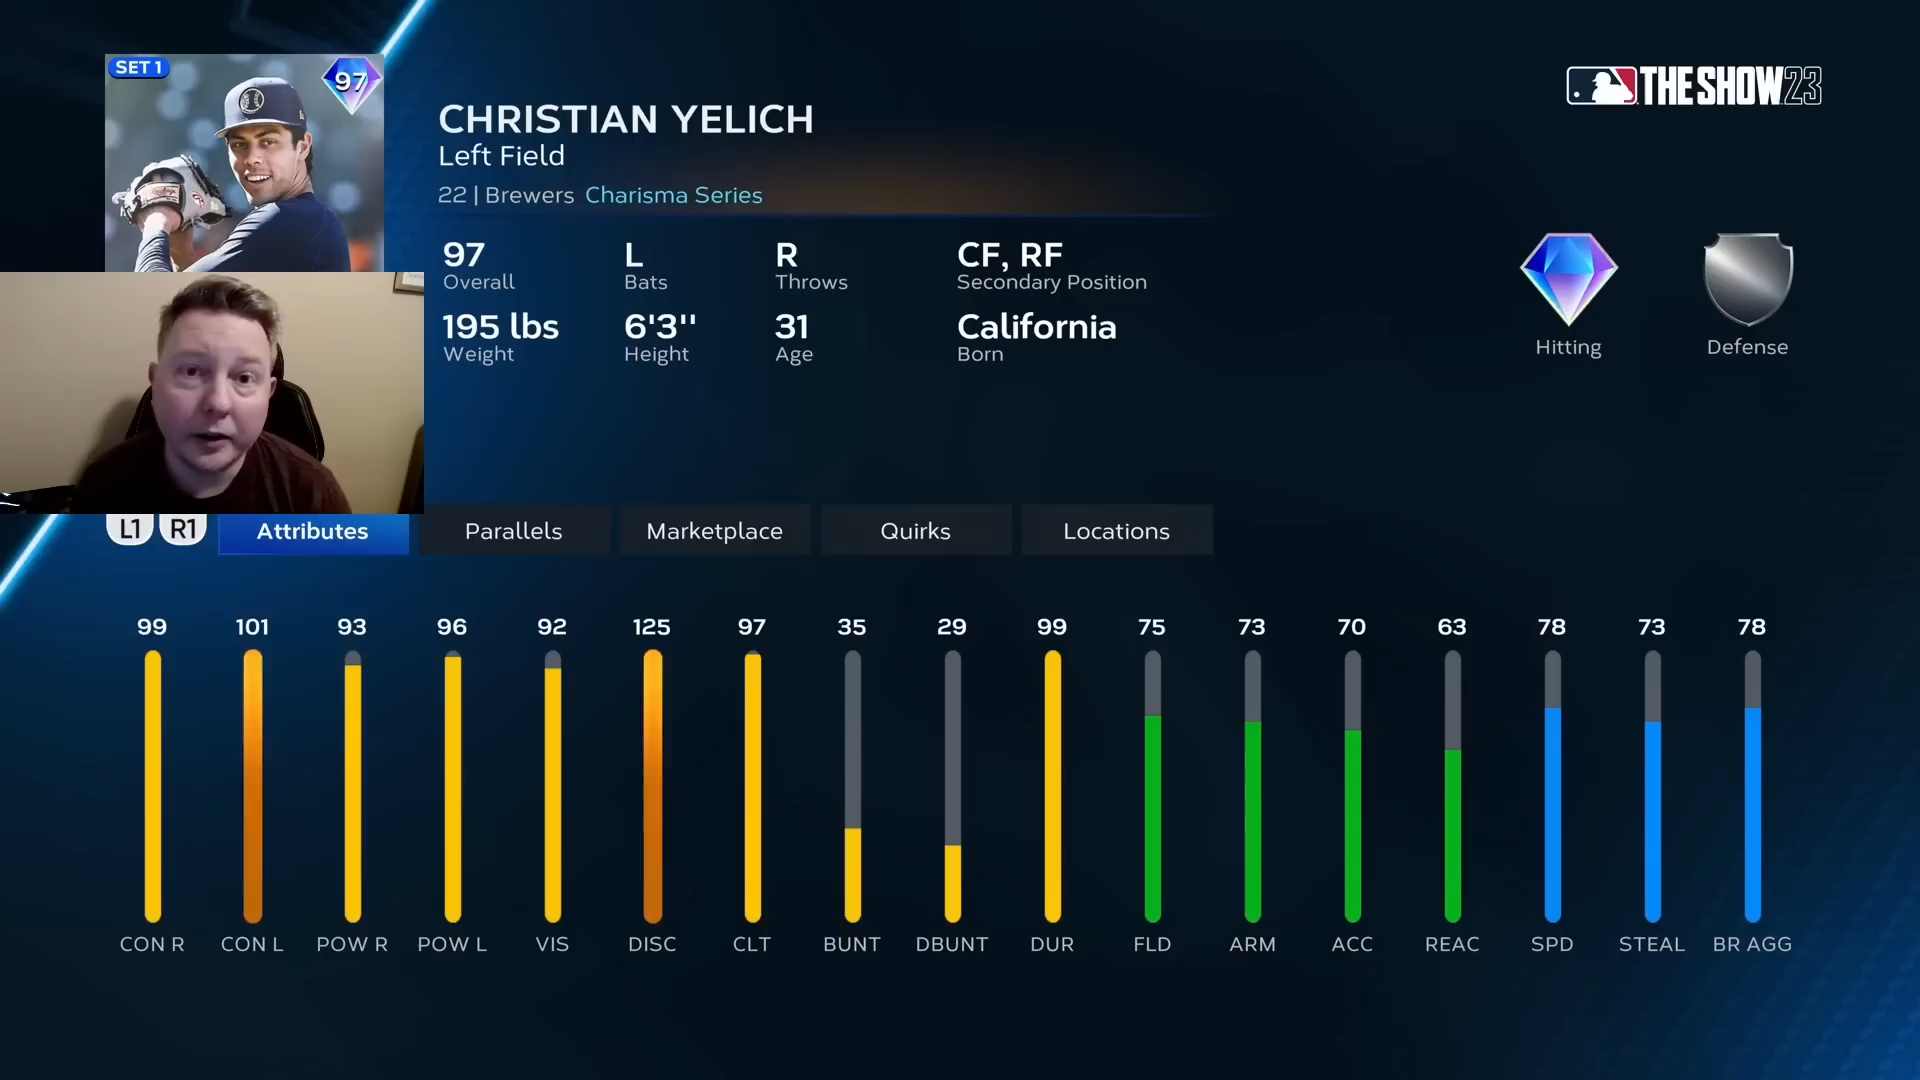 SET 1
97
THE SHOW 23
CHRISTIAN YELICH
Left Field
22 | Brewers Charisma Series
97 L R CF, RF
Overall Bats Throws Secondary Position
195 lbs 6'3'' 31 California
Weight Height Age Born
Hitting Defense
L1 R1 Attributes Parallels Marketplace Quirks Locations
99 101 93 96 92 125 97 35 29 99 75 73 70 63 78 73 78
CON R CON L POW R POW L VIS DISC CLT BUNT DBUNT DUR FLD ARM ACC REAC SPD STEAL BR AGG